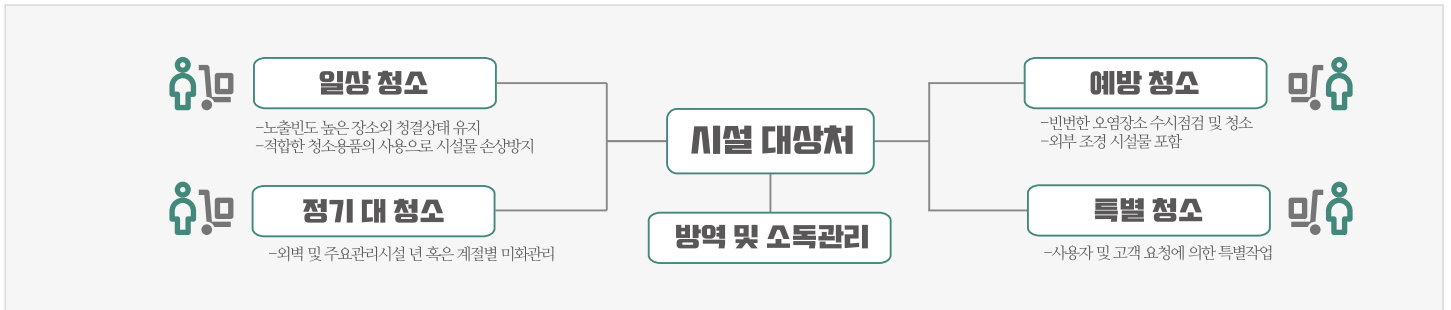 일상 청소
-노출빈도 높은 장소외 청결상태 유지
-적합한 청소용품의 사용으로 시설물 손상방지
정기 대 청소
-외벽 및 주요관리시설 년 혹은 계절별 미화관리
시설 대상처
방역 및 소독관리
예방 청소
-빈번한 오염장소 수시점검 및 청소
-외부 조경 시설물 포함
특별 청소
-사용자 및 고객 요청에 의한 특별작업